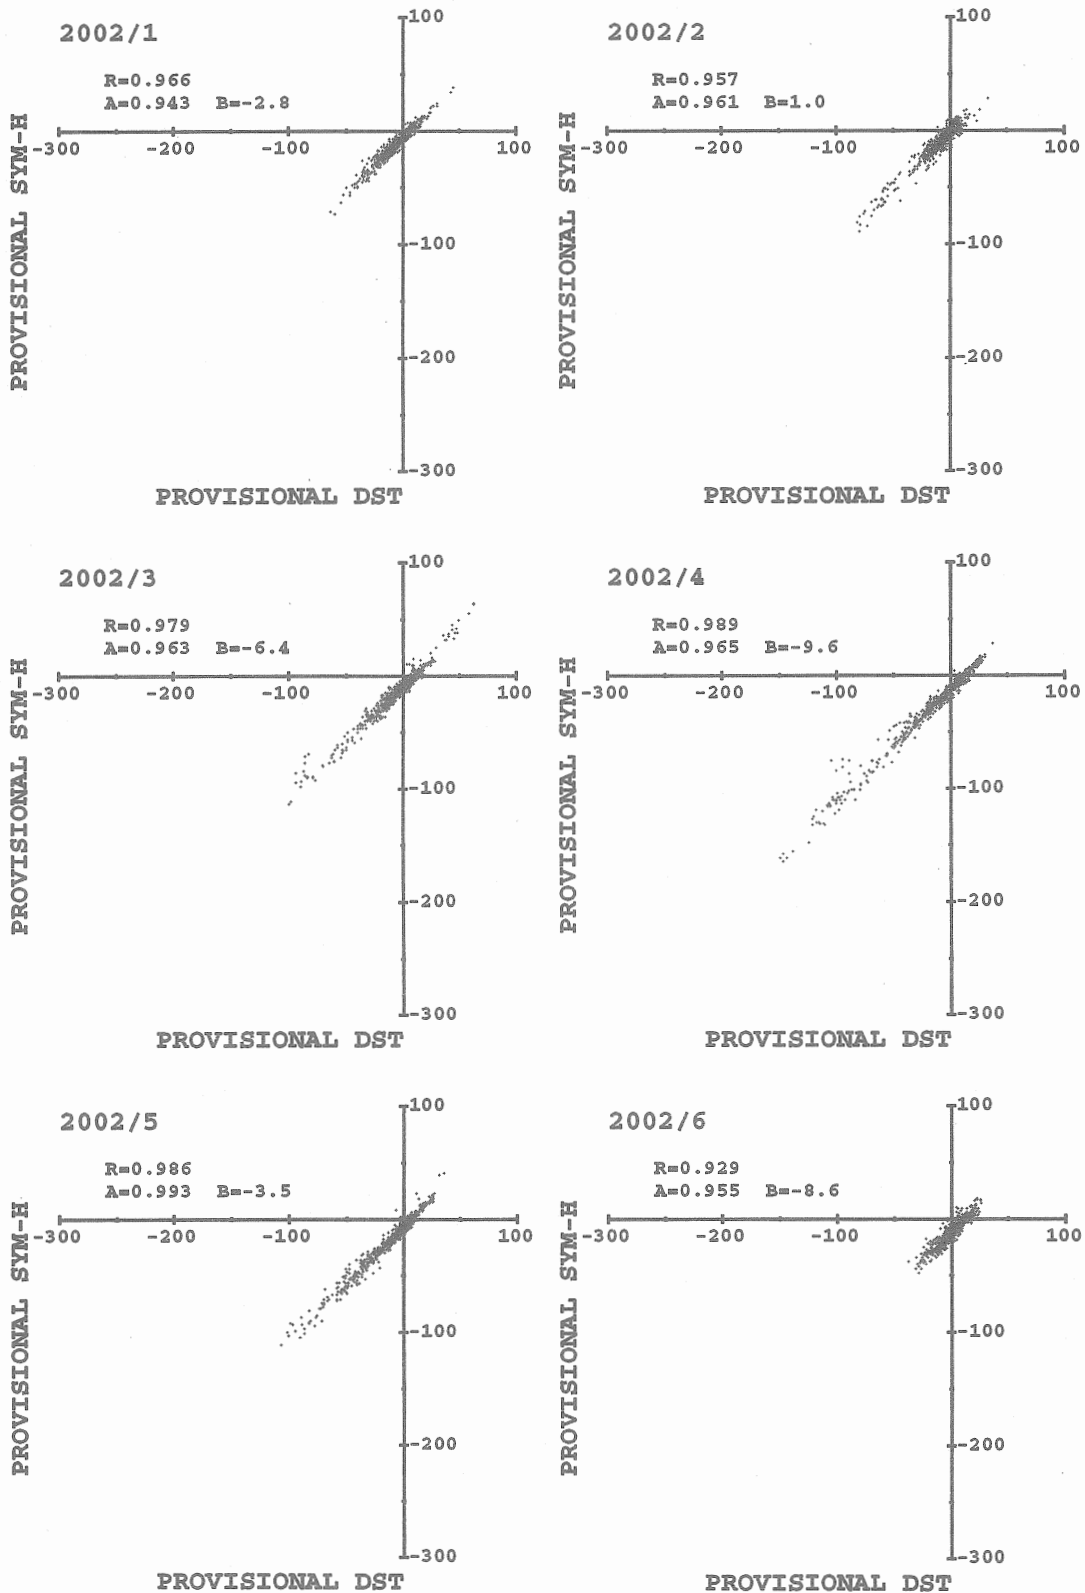 2002/1
R=0.966
A=0.943 B=-2.8
100
-300 -200 -100 100
-100
-200
-300
PROVISIONAL SYM-H
PROVISIONAL DST
2002/2
R=0.957
A=0.961 B=1.0
100
-300 -200 -100 100
-100
-200
-300
PROVISIONAL SYM-H
PROVISIONAL DST
2002/3
R=0.979
A=0.963 B=-6.4
100
-300 -200 -100 100
-100
-200
-300
PROVISIONAL SYM-H
PROVISIONAL DST
2002/4
R=0.989
A=0.965 B=-9.6
100
-300 -200 -100 100
-100
-200
-300
PROVISIONAL SYM-H
PROVISIONAL DST
2002/5
R=0.986
A=0.993 B=-3.5
100
-300 -200 -100 100
-100
-200
-300
PROVISIONAL SYM-H
PROVISIONAL DST
2002/6
R=0.929
A=0.955 B=-8.6
100
-300 -200 -100 100
-100
-200
-300
PROVISIONAL SYM-H
PROVISIONAL DST